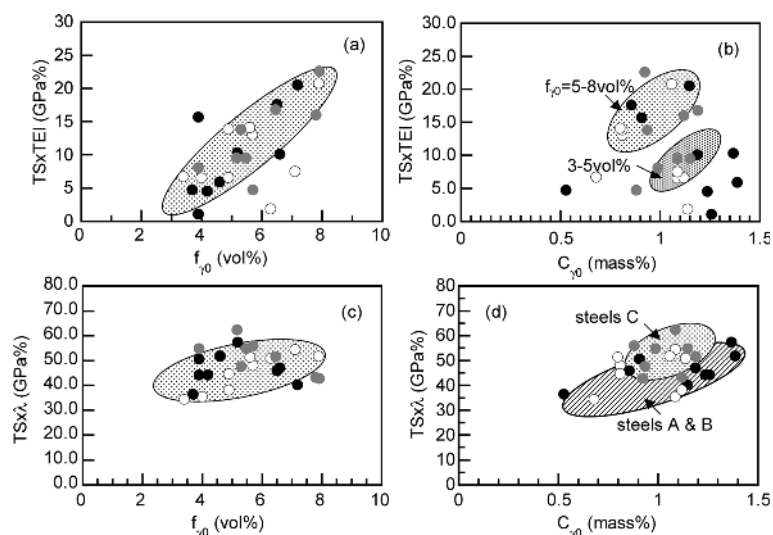 30.0
25.0
20.0
15.0
10.0
5.0
0
TSxTEl (GPa%)
(a)
0 2 4 6 8 10
fγ0 (vol%)
30.0
25.0
20.0
15.0
10.0
5.0
0
TSxTEl (GPa%)
(b)
fγ0=5-8vol%
3-5vol%
0 0.5 1 1.5
Cγ0 (mass%)
80.0
70.0
60.0
50.0
40.0
30.0
20.0
10.0
0.0
TSxλ (GPa%)
(c)
0 2 4 6 8 10
fγ0 (vol%)
80
70
60
50
40
30
20
10
0
TSxλ (GPa%)
(d)
steels C
steels A & B
0 0.5 1 1.5
Cγ0 (mass%)